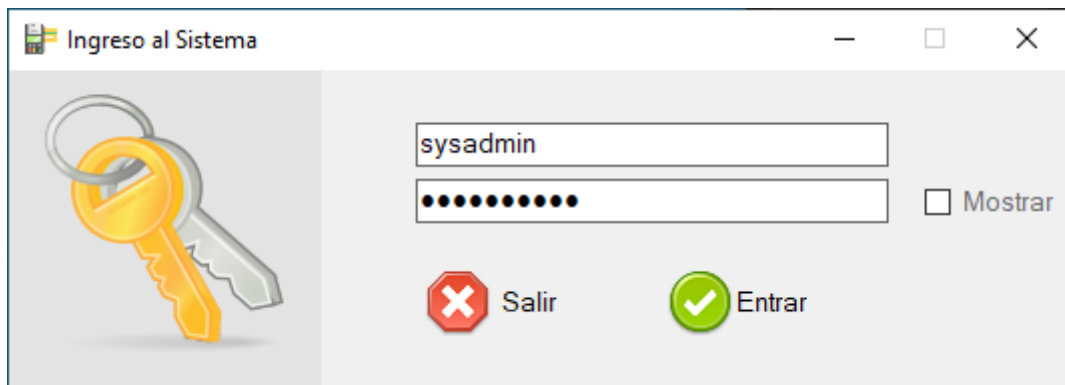 Ingreso al Sistema
sysadmin
●●●●●●●●●● Mostrar
Salir Entrar